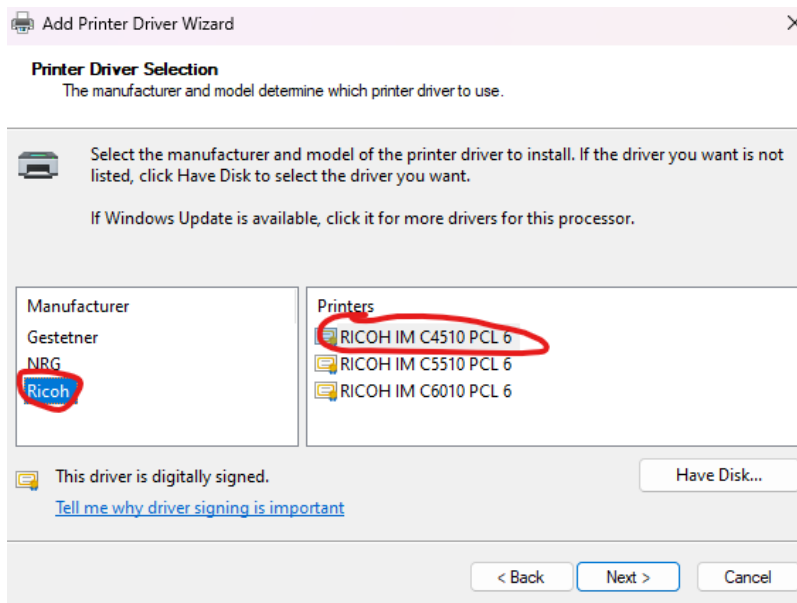 Add Printer Driver Wizard
Printer Driver Selection
The manufacturer and model determine which printer driver to use.
Select the manufacturer and model of the printer driver to install. If the driver you want is not
listed, click Have Disk to select the driver you want.
If Windows Update is available, click it for more drivers for this processor.
Manufacturer
Gestetner
NRG
Ricoh
Printers
RICOH IM C4510 PCL 6
RICOH IM C5510 PCL 6
RICOH IM C6010 PCL 6
This driver is digitally signed.
Tell me why driver signing is important
Have Disk...
< Back
Next >
Cancel